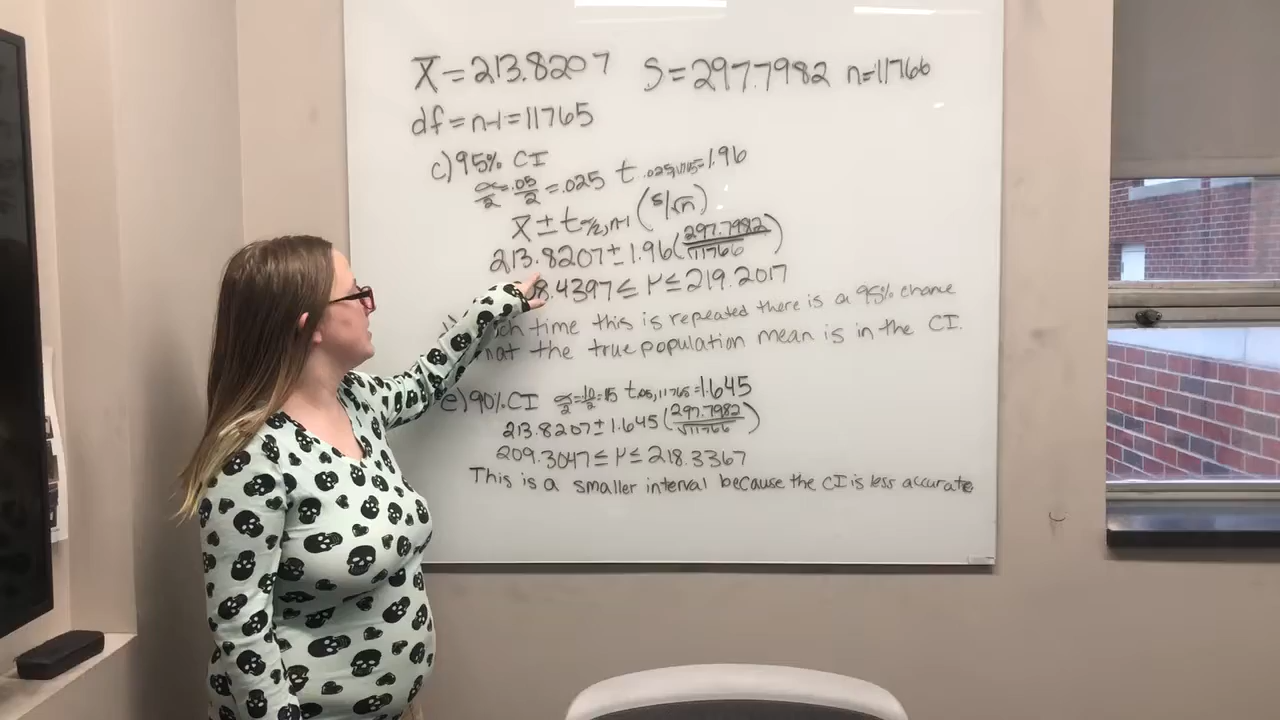 X̄ = 213.8207 S = 297.7982 n=11766
df = n-1 = 11765
c) 95% CI
α/2 = .05/2 = .025 t .025,11765 = 1.96
X̄ ± t α/2, n-1 (s/√n)
213.8207 ± 1.96 (297.7982/√11766)
8.4397 ≤ μ ≤ 219.2017
time this is repeated there is a 95% chance
the true population mean is in the CI.
e) 90% CI α/2 = .10/2 = .05 t.05, 11765 = 1.645
213.8207 ± 1.645 (297.7982/√11766)
209.3047 ≤ μ ≤ 218.3367
This is a smaller interval because the CI is less accurate